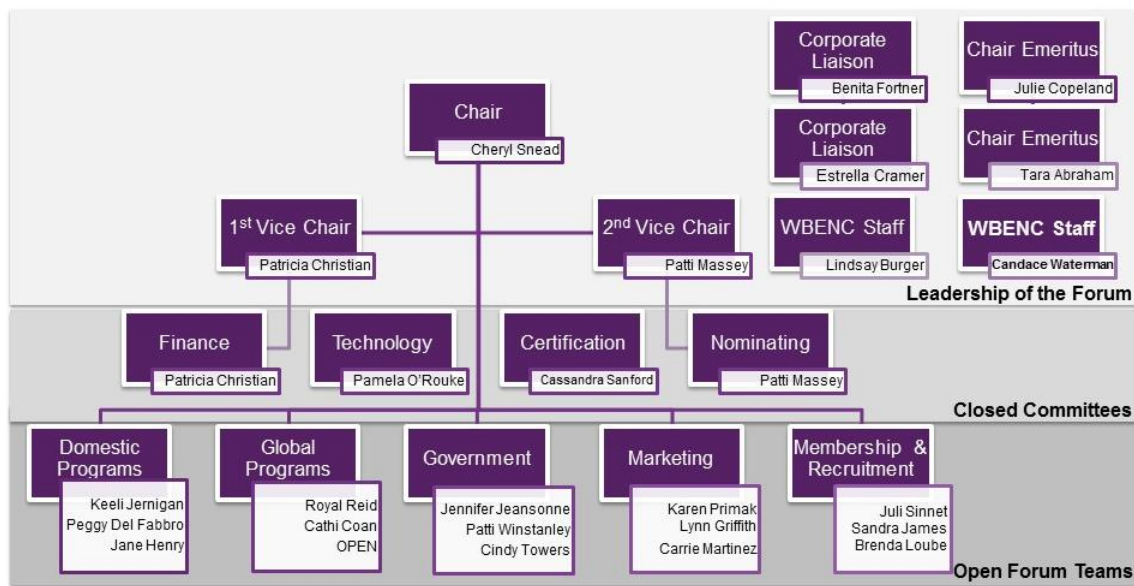 Corporate
Liaison
Benita Fortner
Chair Emeritus
Julie Copeland
Chair
Cheryl Snead
Corporate
Liaison
Estrella Cramer
Chair Emeritus
Tara Abraham
1st Vice Chair
Patricia Christian
2nd Vice Chair
Patti Massey
WBENC Staff
Lindsay Burger
WBENC Staff
Candace Waterman
Leadership of the Forum
Finance
Patricia Christian
Technology
Pamela O'Rouke
Certification
Cassandra Sanford
Nominating
Patti Massey
Closed Committees
Domestic
Programs
Keeli Jernigan
Peggy Del Fabbro
Jane Henry
Global
Programs
Royal Reid
Cathi Coan
OPEN
Government
Jennifer Jeansonne
Patti Winstanley
Cindy Towers
Marketing
Karen Primak
Lynn Griffith
Carrie Martinez
Membership &
Recruitment
Juli Sinnet
Sandra James
Brenda Loube
Open Forum Teams